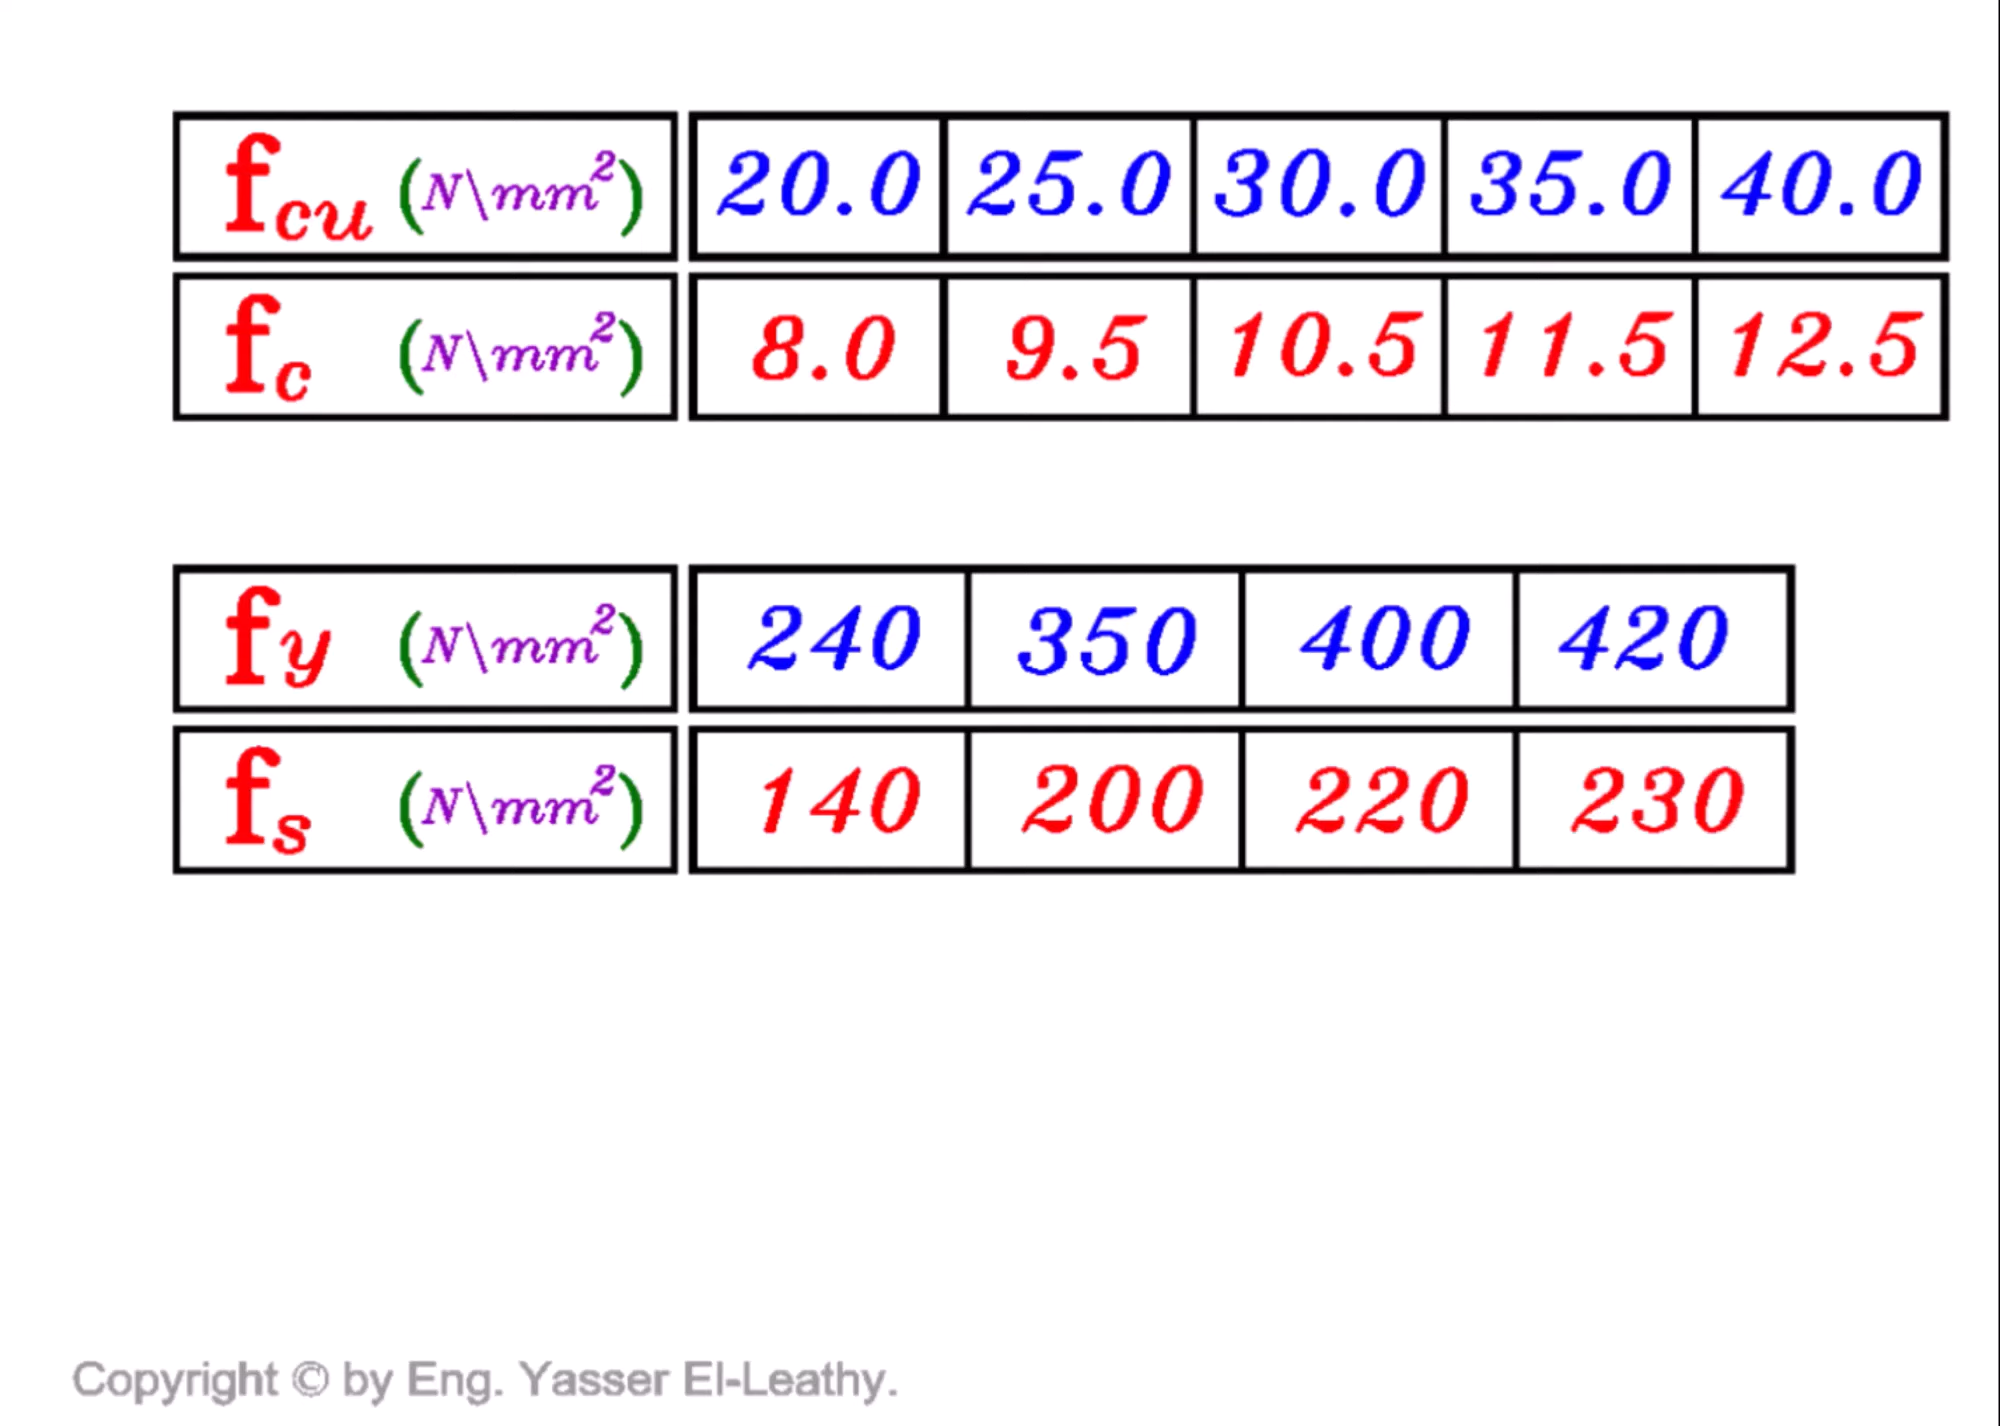 fcu (N\mm²) 20.0 25.0 30.0 35.0 40.0
fc (N\mm²) 8.0 9.5 10.5 11.5 12.5
fy (N\mm²) 240 350 400 420
fs (N\mm²) 140 200 220 230
Copyright © by Eng. Yasser El-Leathy.